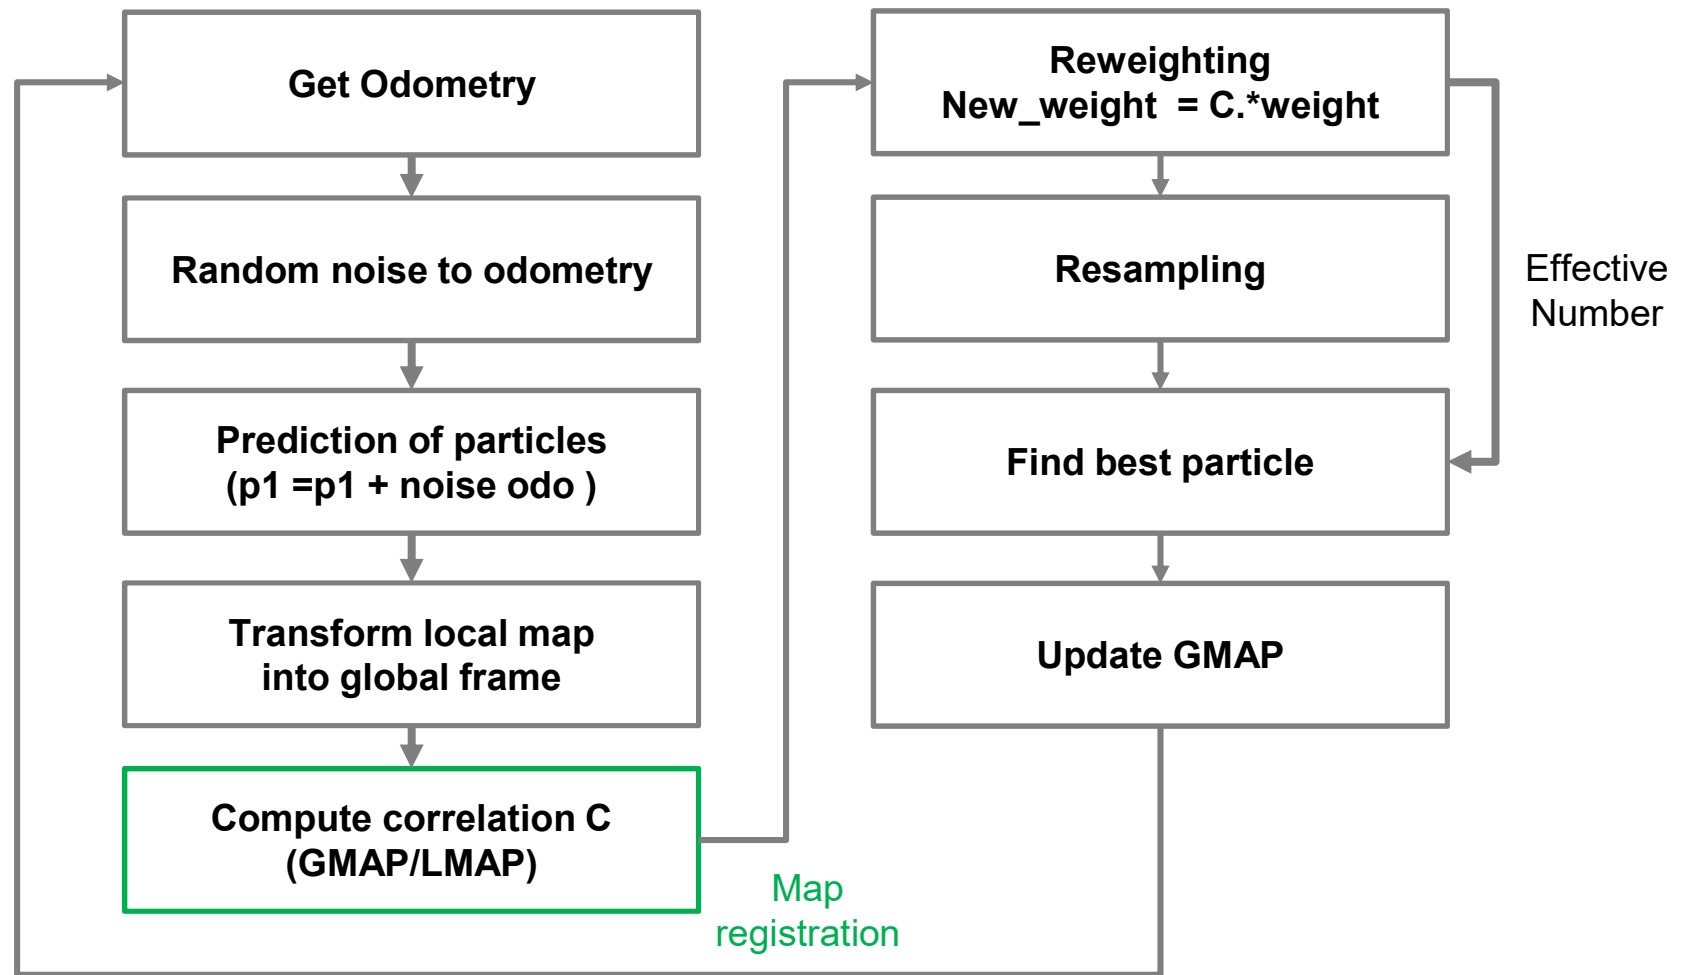 Get Odometry
Random noise to odometry
Prediction of particles
(p1 =p1 + noise odo )
Transform local map
into global frame
Compute correlation C
(GMAP/LMAP)
Map
registration
Reweighting
New_weight  = C.*weight
Resampling
Effective
Number
Find best particle
Update GMAP